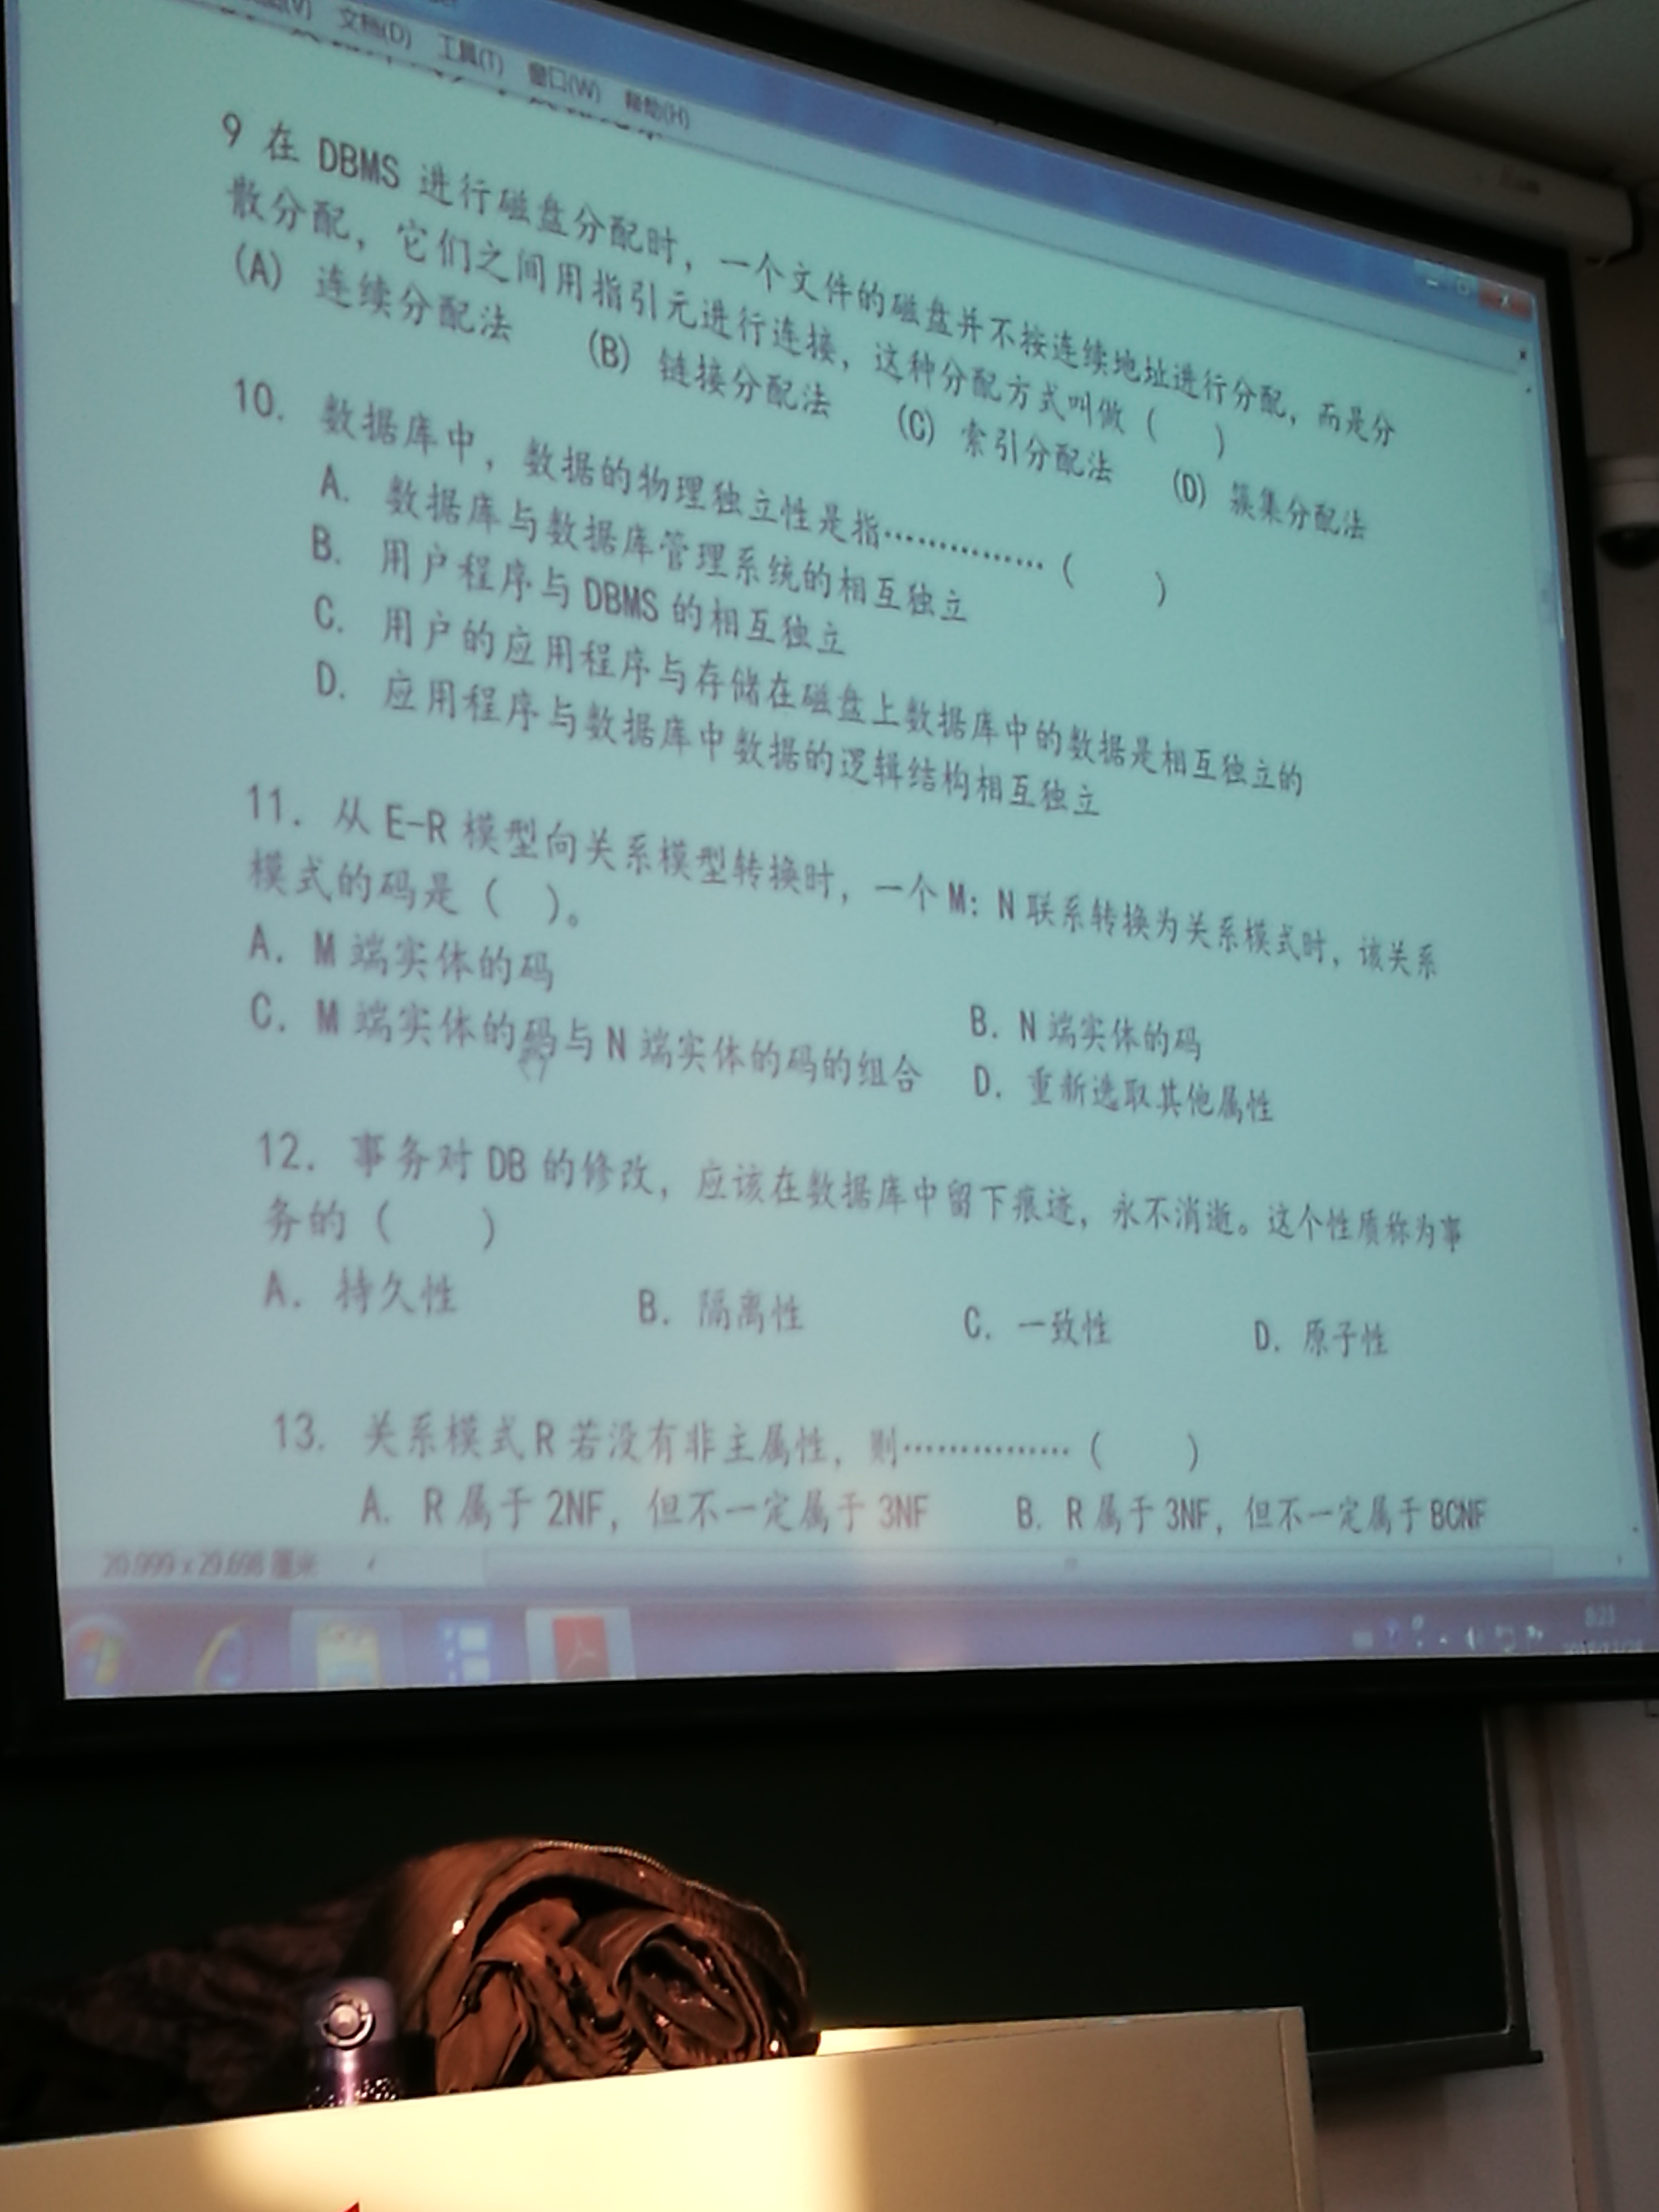 文档(D) 工具(T) 窗口(W) 帮助(H)
9 在 DBMS 进行磁盘分配时，一个文件的磁盘并不按连续地址进行分配，而是分
散分配，它们之间用指引元进行连接，这种分配方式叫做（　）
(A) 连续分配法 (B) 链接分配法 (C) 索引分配法 (D) 簇集分配法
10. 数据库中，数据的物理独立性是指……………（　）
A. 数据库与数据库管理系统的相互独立
B. 用户程序与 DBMS 的相互独立
C. 用户的应用程序与存储在磁盘上数据库中的数据是相互独立的
D. 应用程序与数据库中数据的逻辑结构相互独立
11. 从 E-R 模型向关系模型转换时，一个 M: N 联系转换为关系模式时，该关系
模式的码是（　）。
A. M 端实体的码 B. N 端实体的码
C. M 端实体的码与 N 端实体的码的组合 D. 重新选取其他属性
12. 事务对 DB 的修改，应该在数据库中留下痕迹，永不消逝。这个性质称为事
务的（　）
A. 持久性 B. 隔离性 C. 一致性 D. 原子性
13. 关系模式 R 若没有非主属性，则……………（　）
A. R 属于 2NF，但不一定属于 3NF B. R 属于 3NF，但不一定属于 BCNF
20.999 x 29.698 厘米
8:23